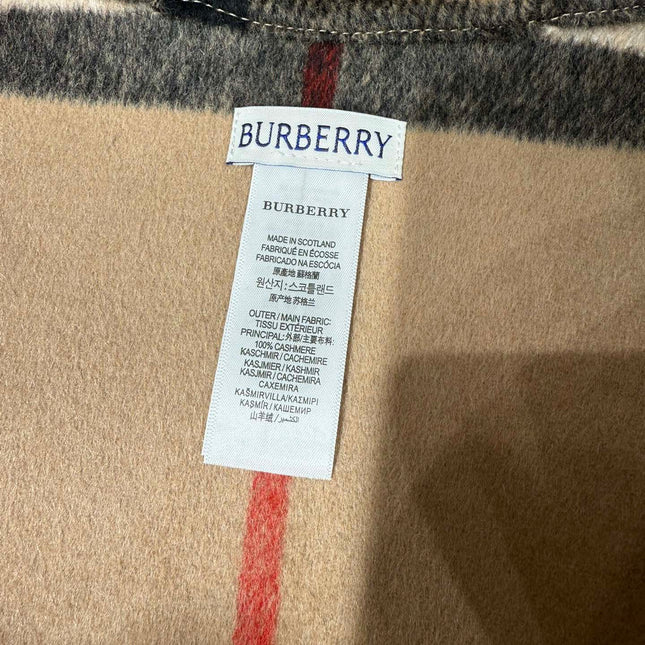 BURBERRY
BURBERRY
MADE IN SCOTLAND
FABRIQUÉ EN ÉCOSSE
FABRICADO NA ESCÓCIA
原產地 蘇格蘭
원산지 : 스코틀랜드
原产地 苏格兰
OUTER / MAIN FABRIC:
TISSU EXTÉRIEUR
PRINCIPAL: 外部/主要布料:
100% CASHMERE
KASCHMIR / CACHEMIRE
KASJMIER / KASHMIR
KASJMIR / CACHEMIRA
CAXEMIRA
KAŠMIRVILLA/ΚΑΣΜΙΡΙ
KAŞMİR / КАШЕМИР
山羊绒 / الكشمير